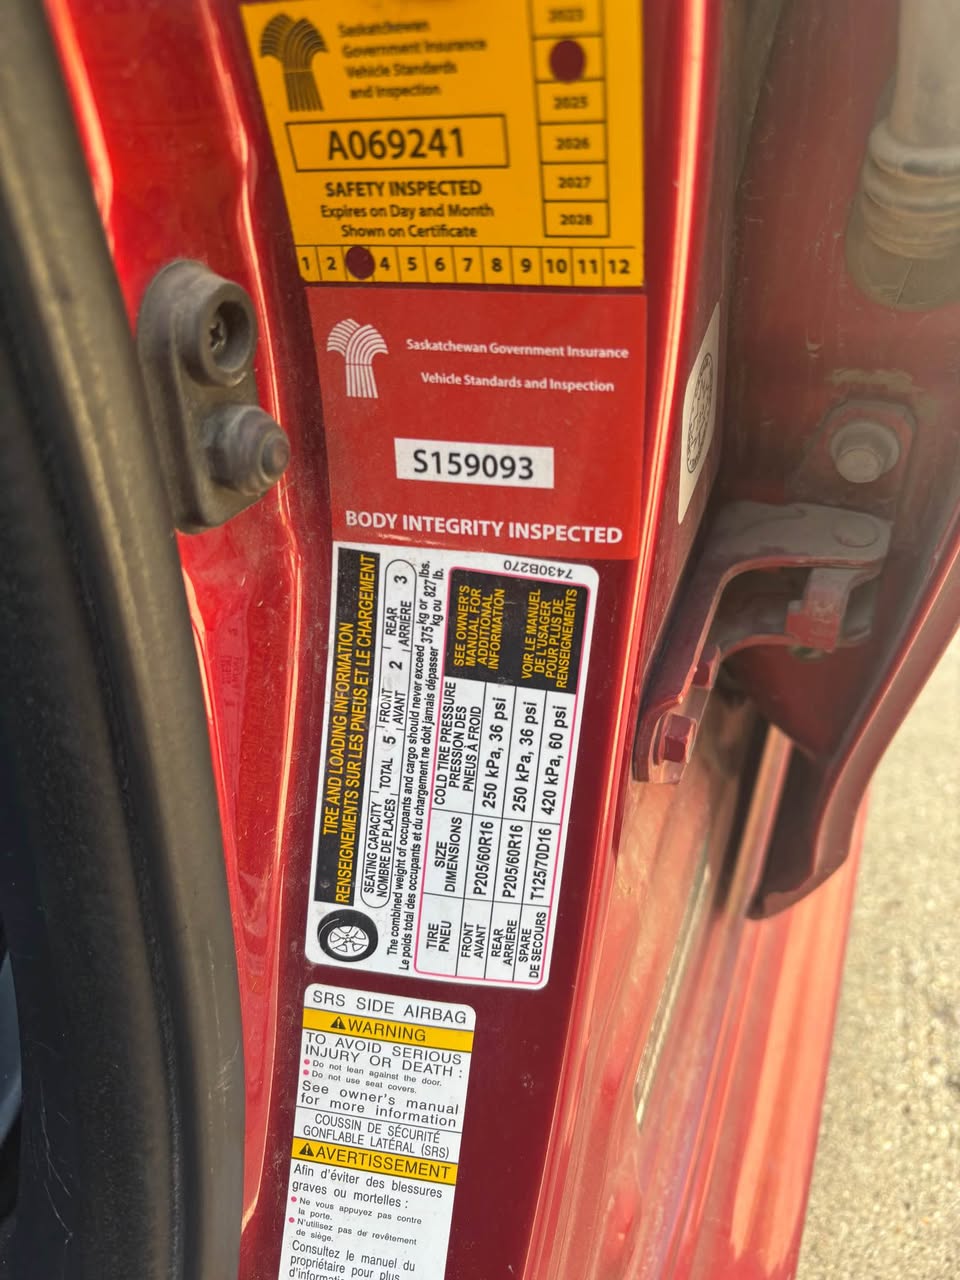 Saskatchewan
Government Insurance
Vehicle Standards
and Inspection
2023
2025
2026
2027
2028
A069241
SAFETY INSPECTED
Expires on Day and Month
Shown on Certificate
1 2 4 5 6 7 8 9 10 11 12
Saskatchewan Government Insurance
Vehicle Standards and Inspection
S159093
BODY INTEGRITY INSPECTED
7430B270
TIRE AND LOADING INFORMATION
RENSEIGNEMENTS SUR LES PNEUS ET LE CHARGEMENT
SEATING CAPACITY TOTAL 5 FRONT 2 REAR 3
NOMBRE DE PLACES AVANT ARRIÈRE
The combined weight of occupants and cargo should never exceed 375 kg or 827 lbs.
Le poids total des occupants et du chargement ne doit jamais dépasser kg ou lb.
TIRE SIZE COLD TIRE PRESSURE
PNEU DIMENSIONS PRESSION DES PNEUS À FROID
FRONT AVANT P205/60R16 250 kPa, 36 psi
REAR ARRIÈRE P205/60R16 250 kPa, 36 psi
SPARE DE SECOURS T125/70D16 420 kPa, 60 psi
SEE OWNER'S
MANUAL FOR
ADDITIONAL
INFORMATION
VOIR LE MANUEL
DE L'USAGER
POUR PLUS DE
RENSEIGNEMENTS
SRS SIDE AIRBAG
WARNING
TO AVOID SERIOUS
INJURY OR DEATH :
• Do not lean against the door.
• Do not use seat covers.
See owner's manual
for more information
COUSSIN DE SÉCURITÉ
GONFLABLE LATÉRAL (SRS)
AVERTISSEMENT
Afin d'éviter des blessures
graves ou mortelles :
• Ne vous appuyez pas contre
la porte.
• N'utilisez pas de revêtement
de siège.
Consultez le manuel du
propriétaire pour plus